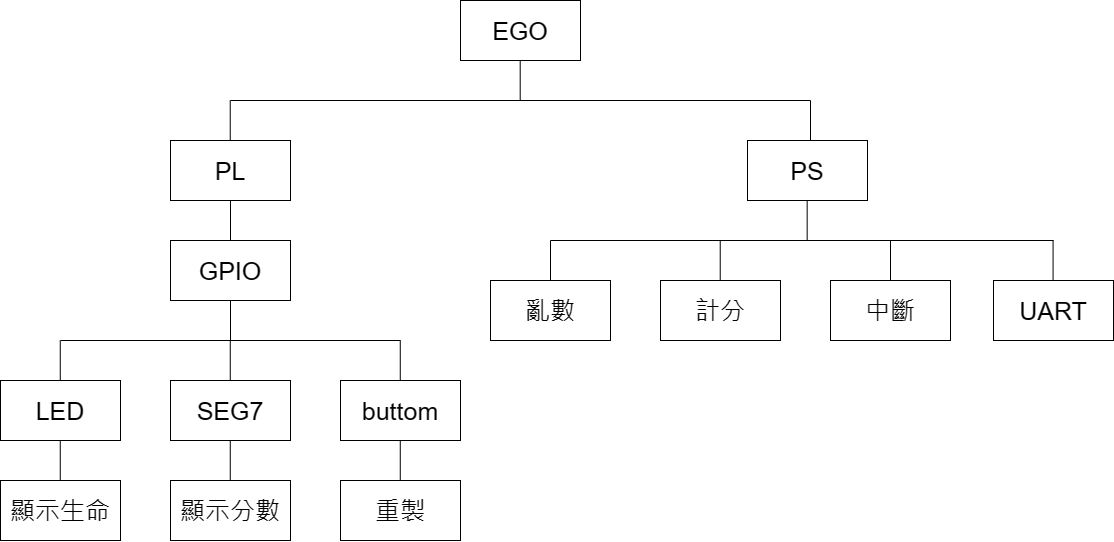 EGO
PL
PS
GPIO
亂數
計分
中斷
UART
LED
SEG7
buttom
顯示生命
顯示分數
重製